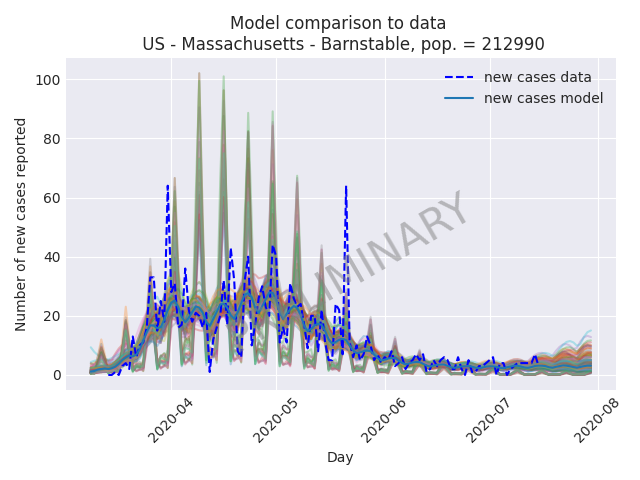 Model comparison to data
US - Massachusetts - Barnstable, pop. = 212990
new cases data
new cases model
Number of new cases reported
100
80
60
40
20
0
2020-04
2020-05
2020-06
2020-07
2020-08
Day